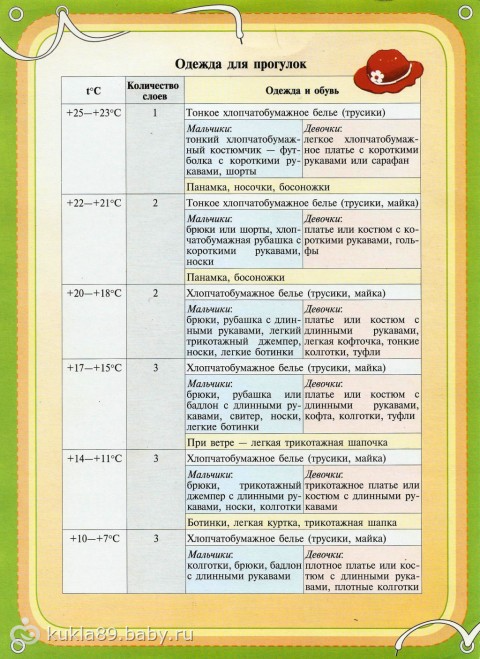 Одежда для прогулок
t°C
Количество
слоев
Одежда и обувь
+25—+23°C
1
Тонкое хлопчатобумажное белье (трусики)
Мальчики:
тонкий хлопчатобумаж-
ный костюмчик — фут-
болка с короткими ру-
кавами, шорты
Девочки:
легкое хлопчатобумаж-
ное платье с короткими
рукавами или сарафан
Панамка, носочки, босоножки
+22—+21°C
2
Тонкое хлопчатобумажное белье (трусики, майка)
Мальчики:
брюки или шорты, хлоп-
чатобумажная рубашка с
короткими рукавами,
носки
Девочки:
платье или костюм с ко-
роткими рукавами, голь-
фы
Панамка, босоножки
+20—+18°C
2
Хлопчатобумажное белье (трусики, майка)
Мальчики:
брюки, рубашка с длин-
ными рукавами, легкий
трикотажный джемпер,
носки, легкие ботинки
Девочки:
платье или костюм с
длинными рукавами,
легкая кофточка, тонкие
колготки, туфли
+17—+15°C
3
Хлопчатобумажное белье (трусики, майка)
Мальчики:
брюки, рубашка или
бадлон с длинными ру-
кавами, свитер, носки,
легкие ботинки
Девочки:
платье или костюм с
длинными рукавами,
кофта, колготки, туфли
При ветре — легкая трикотажная шапочка
+14—+11°C
3
Хлопчатобумажное белье (трусики, майка)
Мальчики:
брюки, трикотажный
джемпер с длинными ру-
кавами, носки, колготки
Девочки:
трикотажное платье или
костюм с длинными ру-
кавами
Ботинки, легкая куртка, трикотажная шапка
+10—+7°C
3
Хлопчатобумажное белье (трусики, майка)
Мальчики:
колготки, брюки, бадлон
с длинными рукавами
Девочки:
плотное платье или кос-
тюм с длинными рука-
вами, плотные колготки
kukla89.baby.ru